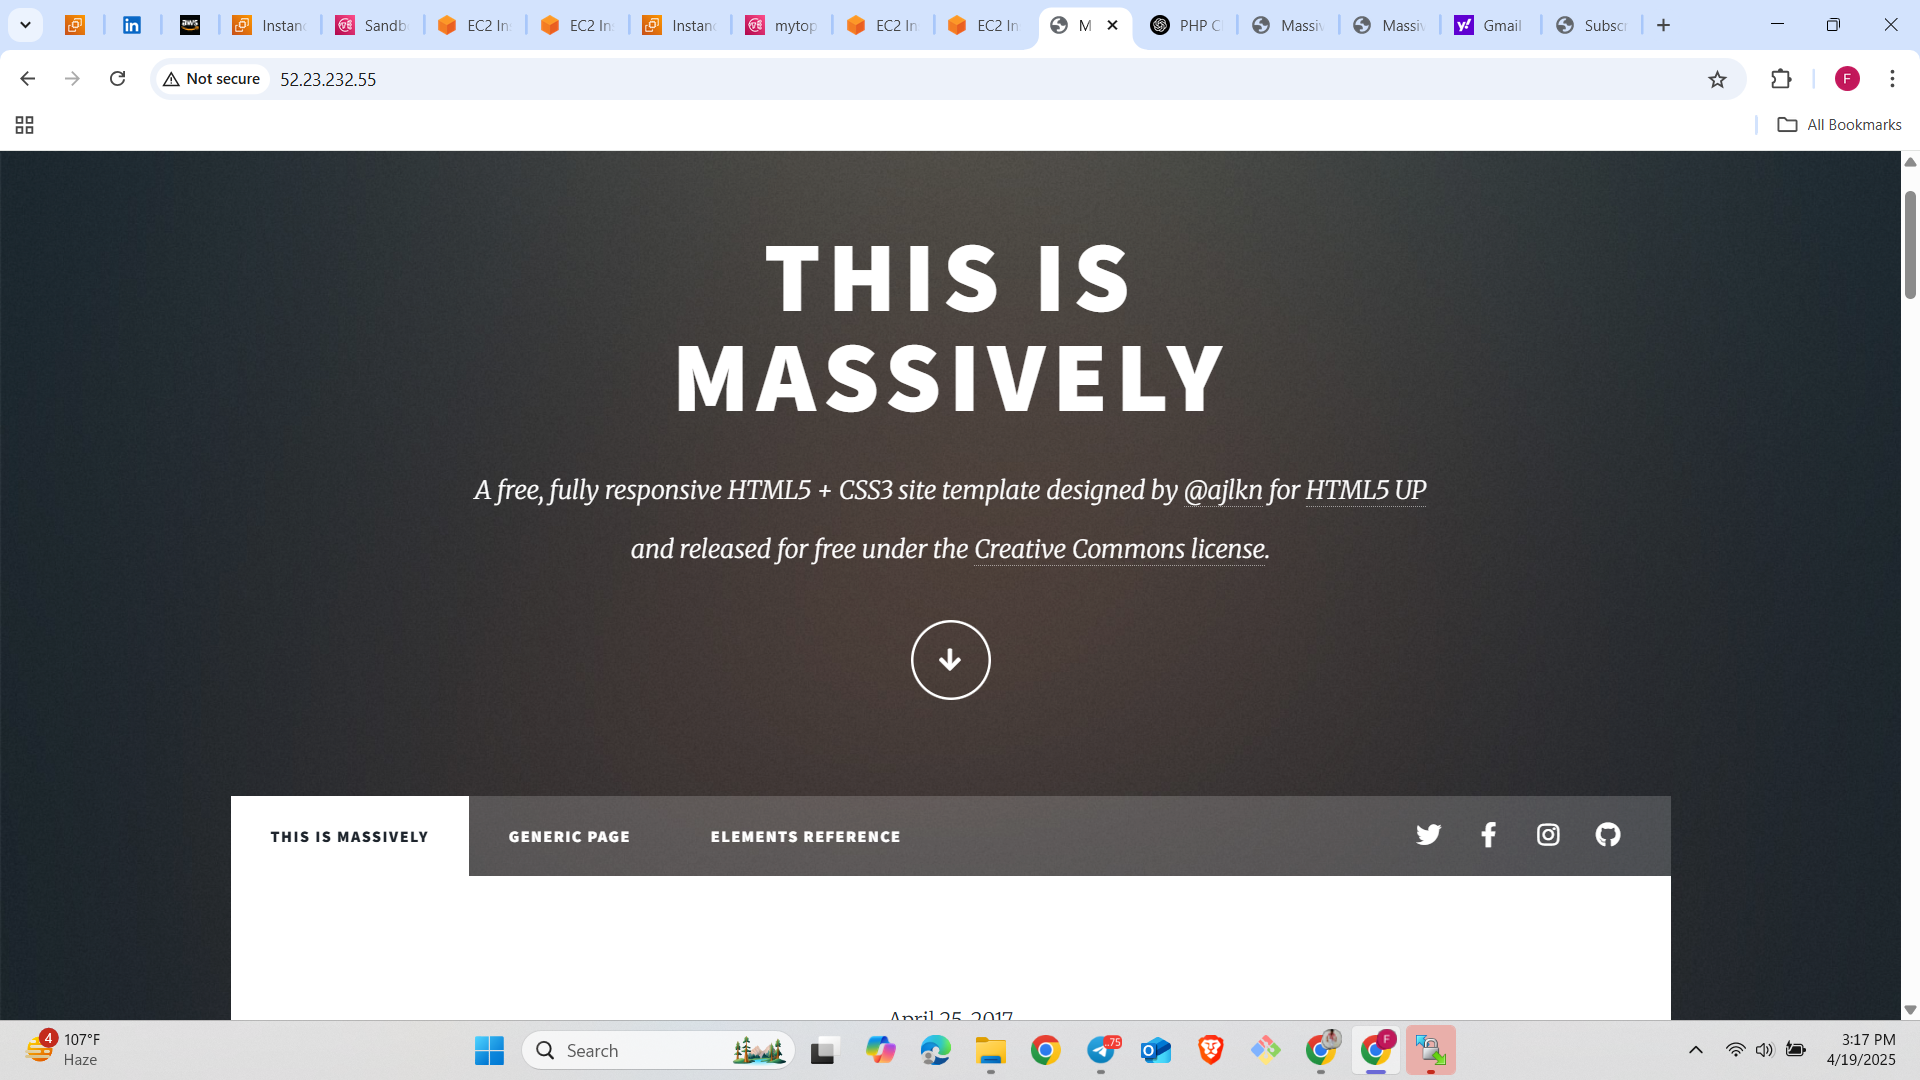 Instanc
Sandb
EC2 In
EC2 Ins
Instanc
mytop
EC2 In
EC2 In
M
PHP C
Massiv
Massiv
Gmail
Subscr
Not secure
52.23.232.55
F
All Bookmarks
THIS IS
MASSIVELY
A free, fully responsive HTML5 + CSS3 site template designed by @ajlkn for HTML5 UP
and released for free under the Creative Commons license.
THIS IS MASSIVELY
GENERIC PAGE
ELEMENTS REFERENCE
April 25, 2017
4
107°F
Haze
Search
.75
F
3:17 PM
4/19/2025